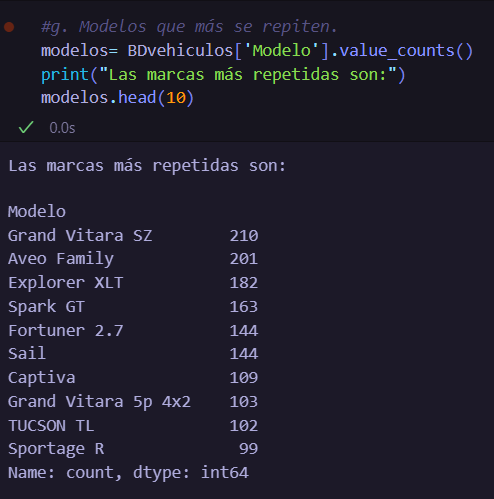 #g. Modelos que más se repiten.
modelos= BDvehiculos['Modelo'].value_counts()
print("Las marcas más repetidas son:")
modelos.head(10)
0.0s
Las marcas más repetidas son:
Modelo
Grand Vitara SZ 210
Aveo Family 201
Explorer XLT 182
Spark GT 163
Fortuner 2.7 144
Sail 144
Captiva 109
Grand Vitara 5p 4x2 103
TUCSON TL 102
Sportage R 99
Name: count, dtype: int64